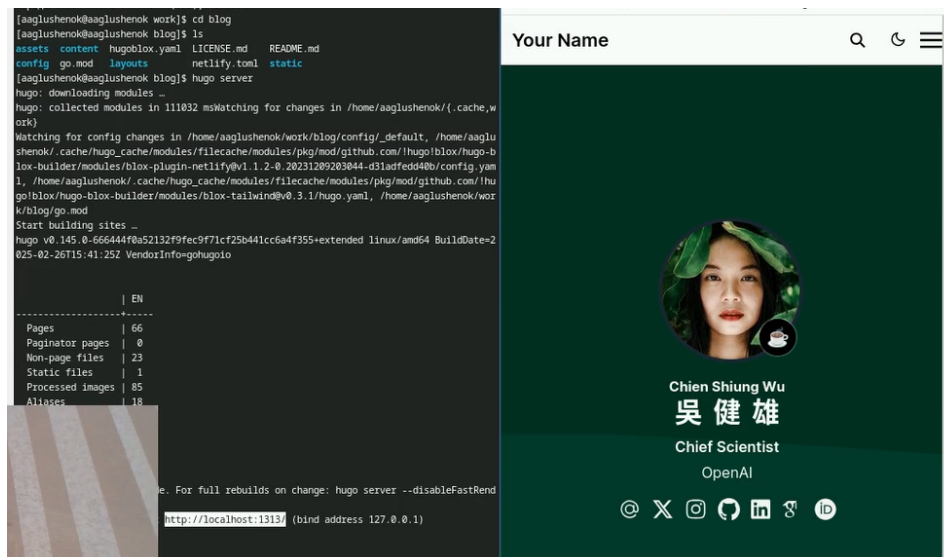 [aaglushenok@aaglushenok work]$ cd blog
[aaglushenok@aaglushenok blog]$ ls
assets content hugoblox.yaml LICENSE.md README.md
config go.mod layouts netlify.toml static
[aaglushenok@aaglushenok blog]$ hugo server
hugo: downloading modules …
hugo: collected modules in 111032 msWatching for changes in /home/aaglushenok/{.cache,w
ork}
Watching for config changes in /home/aaglushenok/work/blog/config/_default, /home/aaglu
shenok/.cache/hugo_cache/modules/filecache/modules/pkg/mod/github.com/!hugo!blox/hugo-b
lox-builder/modules/blox-plugin-netlify@v1.1.2-0.20231209203044-d31adfedd40b/config.yam
l, /home/aaglushenok/.cache/hugo_cache/modules/filecache/modules/pkg/mod/github.com/!hu
go!blox/hugo-blox-builder/modules/blox-tailwind@v0.3.1/hugo.yaml, /home/aaglushenok/wor
k/blog/go.mod
Start building sites …
hugo v0.145.0-666444f0a52132f9fec9f71cf25b441cc6a4f355+extended linux/amd64 BuildDate=2
025-02-26T15:41:25Z VendorInfo=gohugoio
| EN
-------------------+-----
Pages | 66
Paginator pages | 0
Non-page files | 23
Static files | 1
Processed images | 85
Aliases | 18
For full rebuilds on change: hugo server --disableFastRend
http://localhost:1313/ (bind address 127.0.0.1)
Your Name
Chien Shiung Wu
吳健雄
Chief Scientist
OpenAI